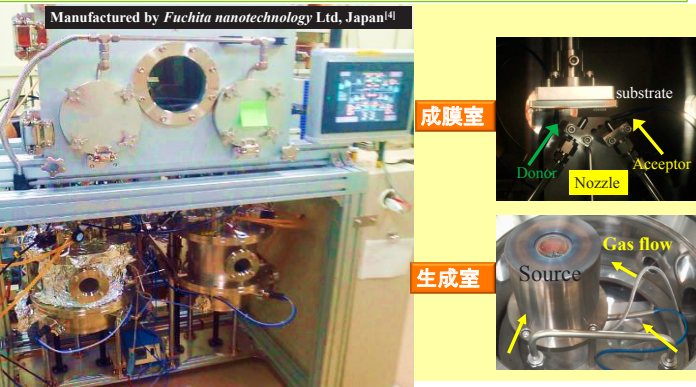 Manufactured by Fuchita nanotechnology Ltd, Japan[4]
成膜室
substrate
Donor
Acceptor
Nozzle
生成室
Gas flow
Source